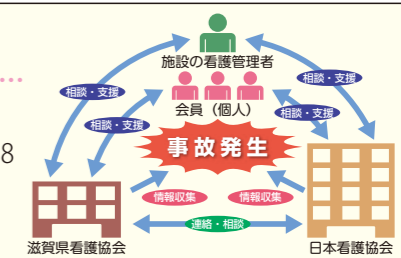 施設の看護管理者
相談・支援
相談・支援
会員(個人)
相談・支援
相談・支援
8
事故発生
情報収集
情報収集
連絡・相談
滋賀県看護協会
日本看護協会